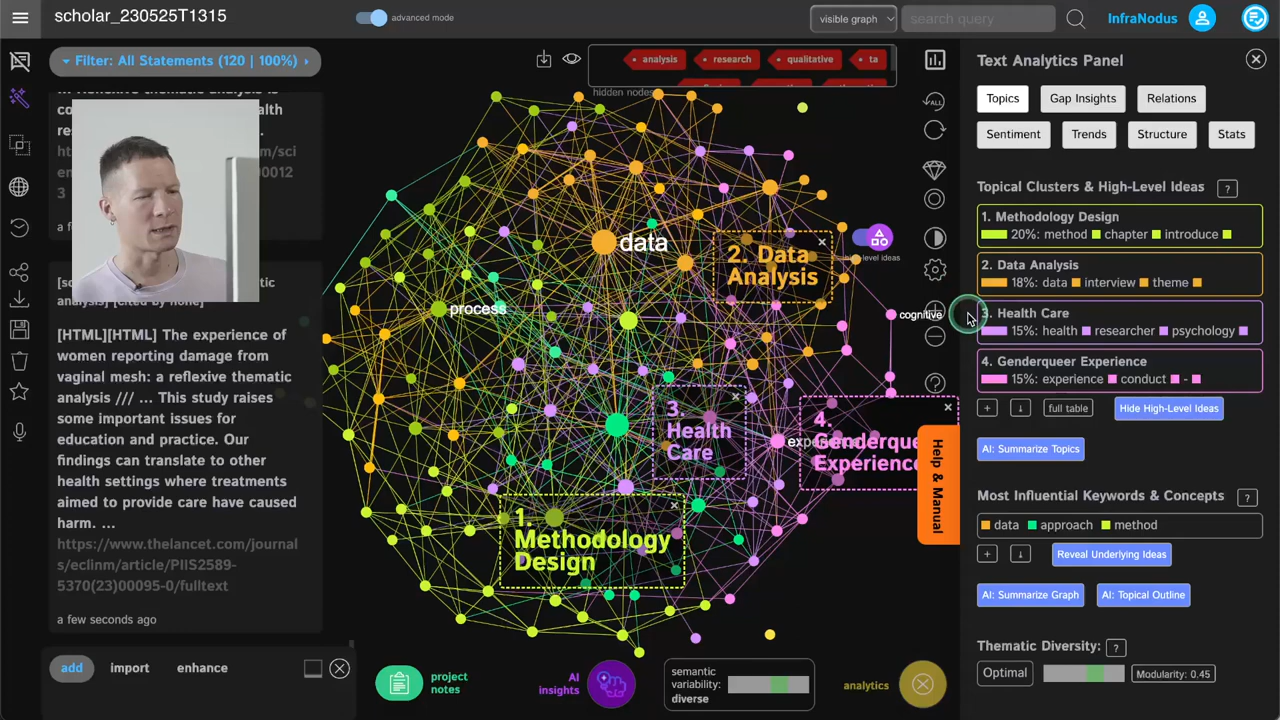 scholar_230525T1315
advanced mode
visible graph
search query
InfraNodus
Filter: All Statements (120 | 100%)
analysis
research
qualitative
ta
hidden nodes
Text Analytics Panel
Topics
Gap Insights
Relations
Sentiment
Trends
Structure
Stats
Topical Clusters & High-Level Ideas
?
1. Methodology Design
20%: method chapter introduce
2. Data Analysis
18%: data interview theme
3. Health Care
15%: health researcher psychology
4. Genderqueer Experience
15%: experience conduct -
+
↓
full table
Hide High-Level Ideas
AI: Summarize Topics
Most Influential Keywords & Concepts
?
data approach method
+
↓
Reveal Underlying Ideas
AI: Summarize Graph
AI: Topical Outline
Thematic Diversity:
?
Optimal
Modularity: 0.45
ALL
data
2. Data
Analysis
process
cognitive
3.
Health
Care
4.
Genderque
Experience
1.
Methodology
Design
Help & Manual
analysis] [cited by none]
[HTML][HTML] The experience of
women reporting damage from
vaginal mesh: a reflexive thematic
analysis /// ... This study raises
some important issues for
education and practice. Our
findings can translate to other
health settings where treatments
aimed to provide care have caused
harm. ...
https://www.thelancet.com/journal
s/eclinm/article/PIIS2589-
5370(23)00095-0/fulltext
a few seconds ago
add
import
enhance
project
notes
AI
insights
semantic
variability:
diverse
analytics